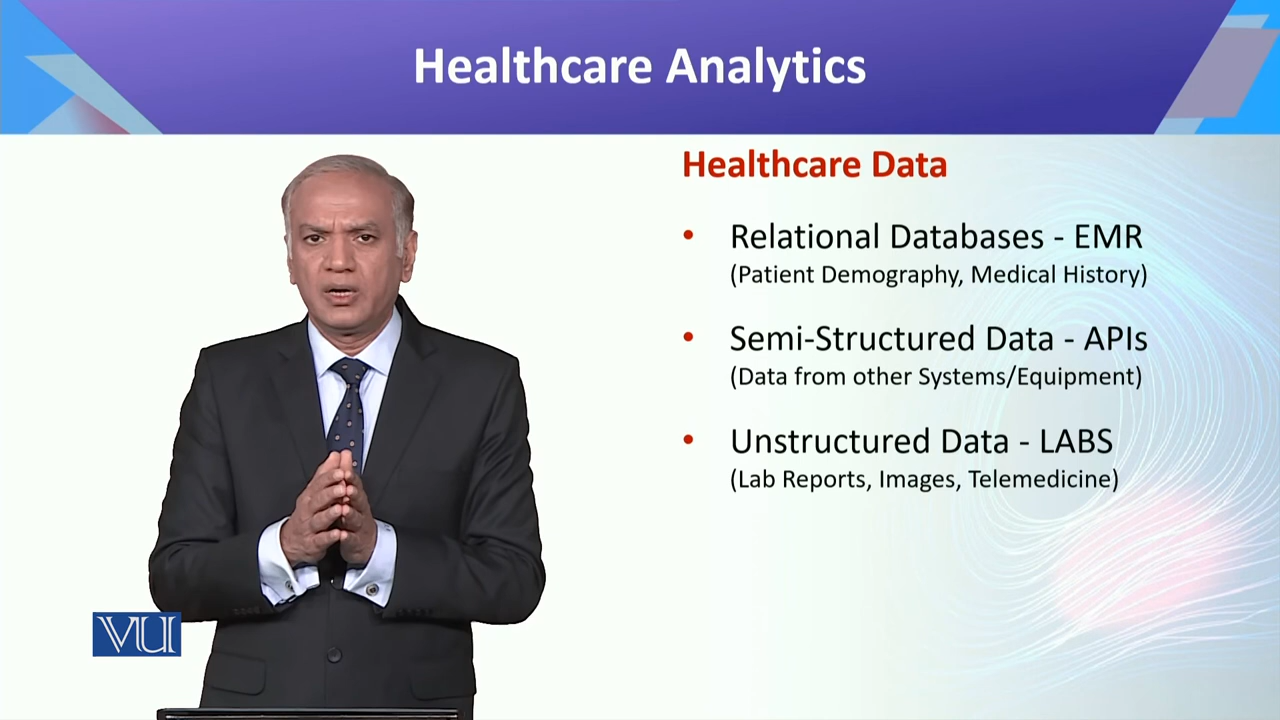 Healthcare Analytics
Healthcare Data
• Relational Databases - EMR
(Patient Demography, Medical History)
• Semi-Structured Data - APIs
(Data from other Systems/Equipment)
• Unstructured Data - LABS
(Lab Reports, Images, Telemedicine)
VU